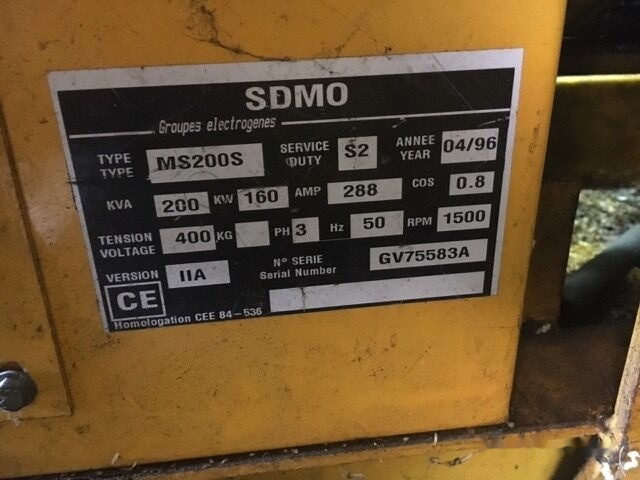 SDMO
Groupes electrogenes
TYPE TYPE MS200S SERVICE DUTY S2 ANNEE YEAR 04/96
KVA 200 KW 160 AMP 288 COS 0.8
TENSION VOLTAGE 400 KG PH 3 Hz 50 RPM 1500
VERSION IIA N° SERIE Serial Number GV75583A
CE
Homologation CEE 84-536